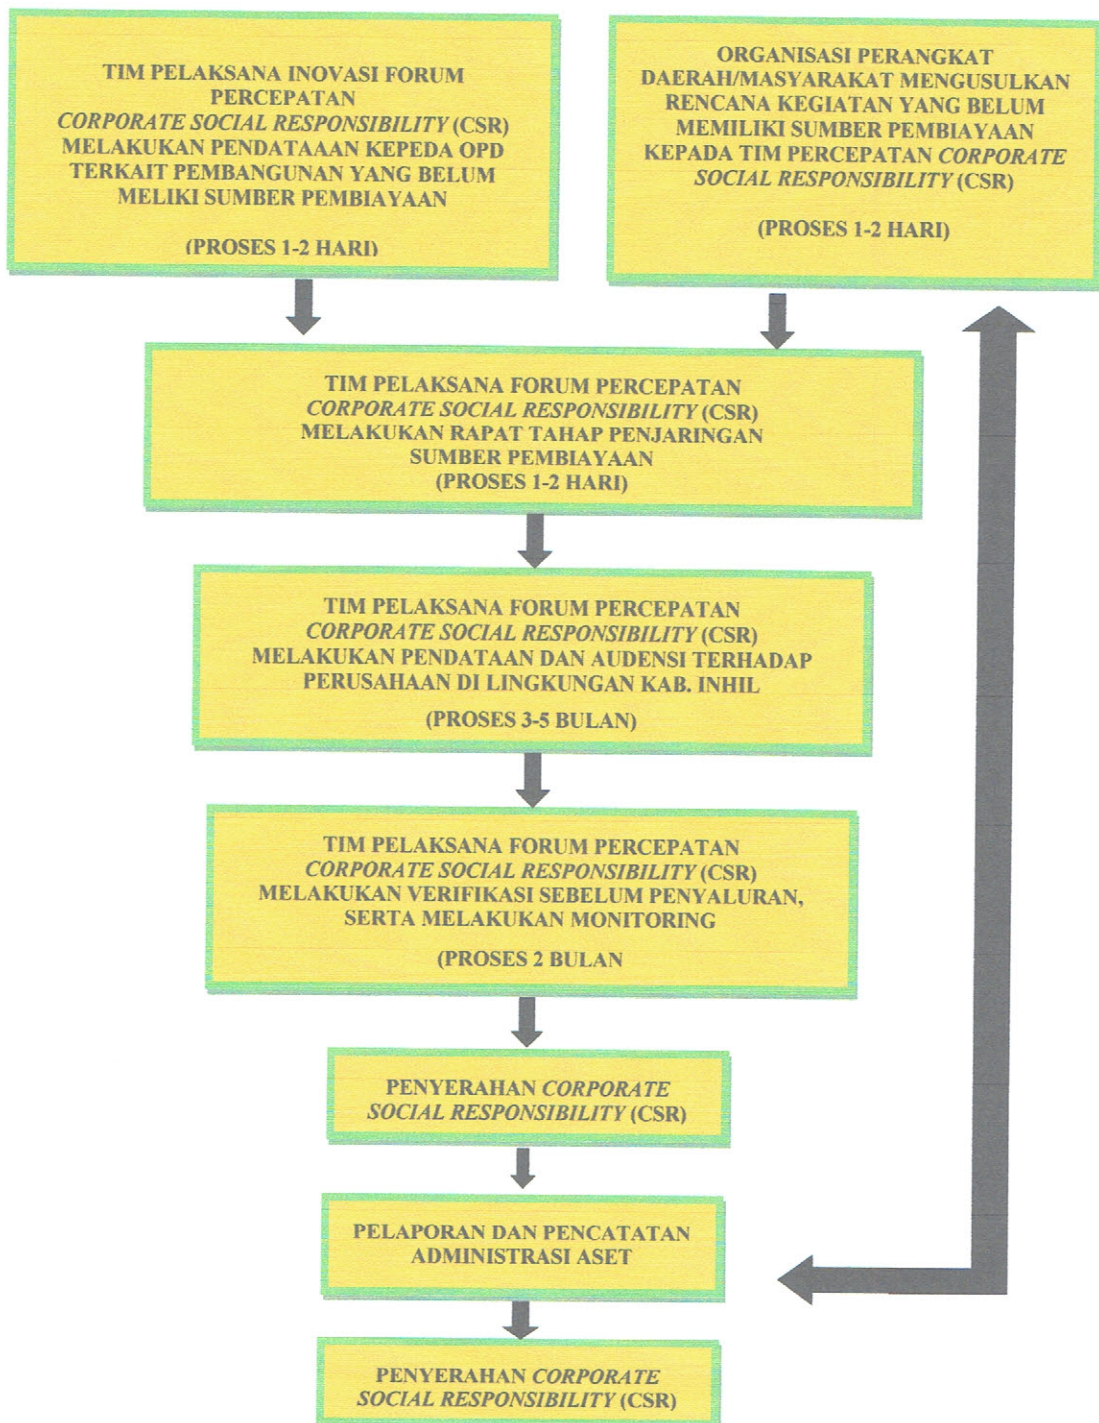 TIM PELAKSANA INOVASI FORUM
PERCEPATAN
CORPORATE SOCIAL RESPONSIBILITY (CSR)
MELAKUKAN PENDATAAAN KEPEDA OPD
TERKAIT PEMBANGUNAN YANG BELUM
MELIKI SUMBER PEMBIAYAAN
(PROSES 1-2 HARI)
ORGANISASI PERANGKAT
DAERAH/MASYARAKAT MENGUSULKAN
RENCANA KEGIATAN YANG BELUM
MEMILIKI SUMBER PEMBIAYAAN
KEPADA TIM PERCEPATAN CORPORATE
SOCIAL RESPONSIBILITY (CSR)
(PROSES 1-2 HARI)
TIM PELAKSANA FORUM PERCEPATAN
CORPORATE SOCIAL RESPONSIBILITY (CSR)
MELAKUKAN RAPAT TAHAP PENJARINGAN
SUMBER PEMBIAYAAN
(PROSES 1-2 HARI)
TIM PELAKSANA FORUM PERCEPATAN
CORPORATE SOCIAL RESPONSIBILITY (CSR)
MELAKUKAN PENDATAAN DAN AUDENSI TERHADAP
PERUSAHAAN DI LINGKUNGAN KAB. INHIL
(PROSES 3-5 BULAN)
TIM PELAKSANA FORUM PERCEPATAN
CORPORATE SOCIAL RESPONSIBILITY (CSR)
MELAKUKAN VERIFIKASI SEBELUM PENYALURAN,
SERTA MELAKUKAN MONITORING
(PROSES 2 BULAN
PENYERAHAN CORPORATE
SOCIAL RESPONSIBILITY (CSR)
PELAPORAN DAN PENCATATAN
ADMINISTRASI ASET
PENYERAHAN CORPORATE
SOCIAL RESPONSIBILITY (CSR)